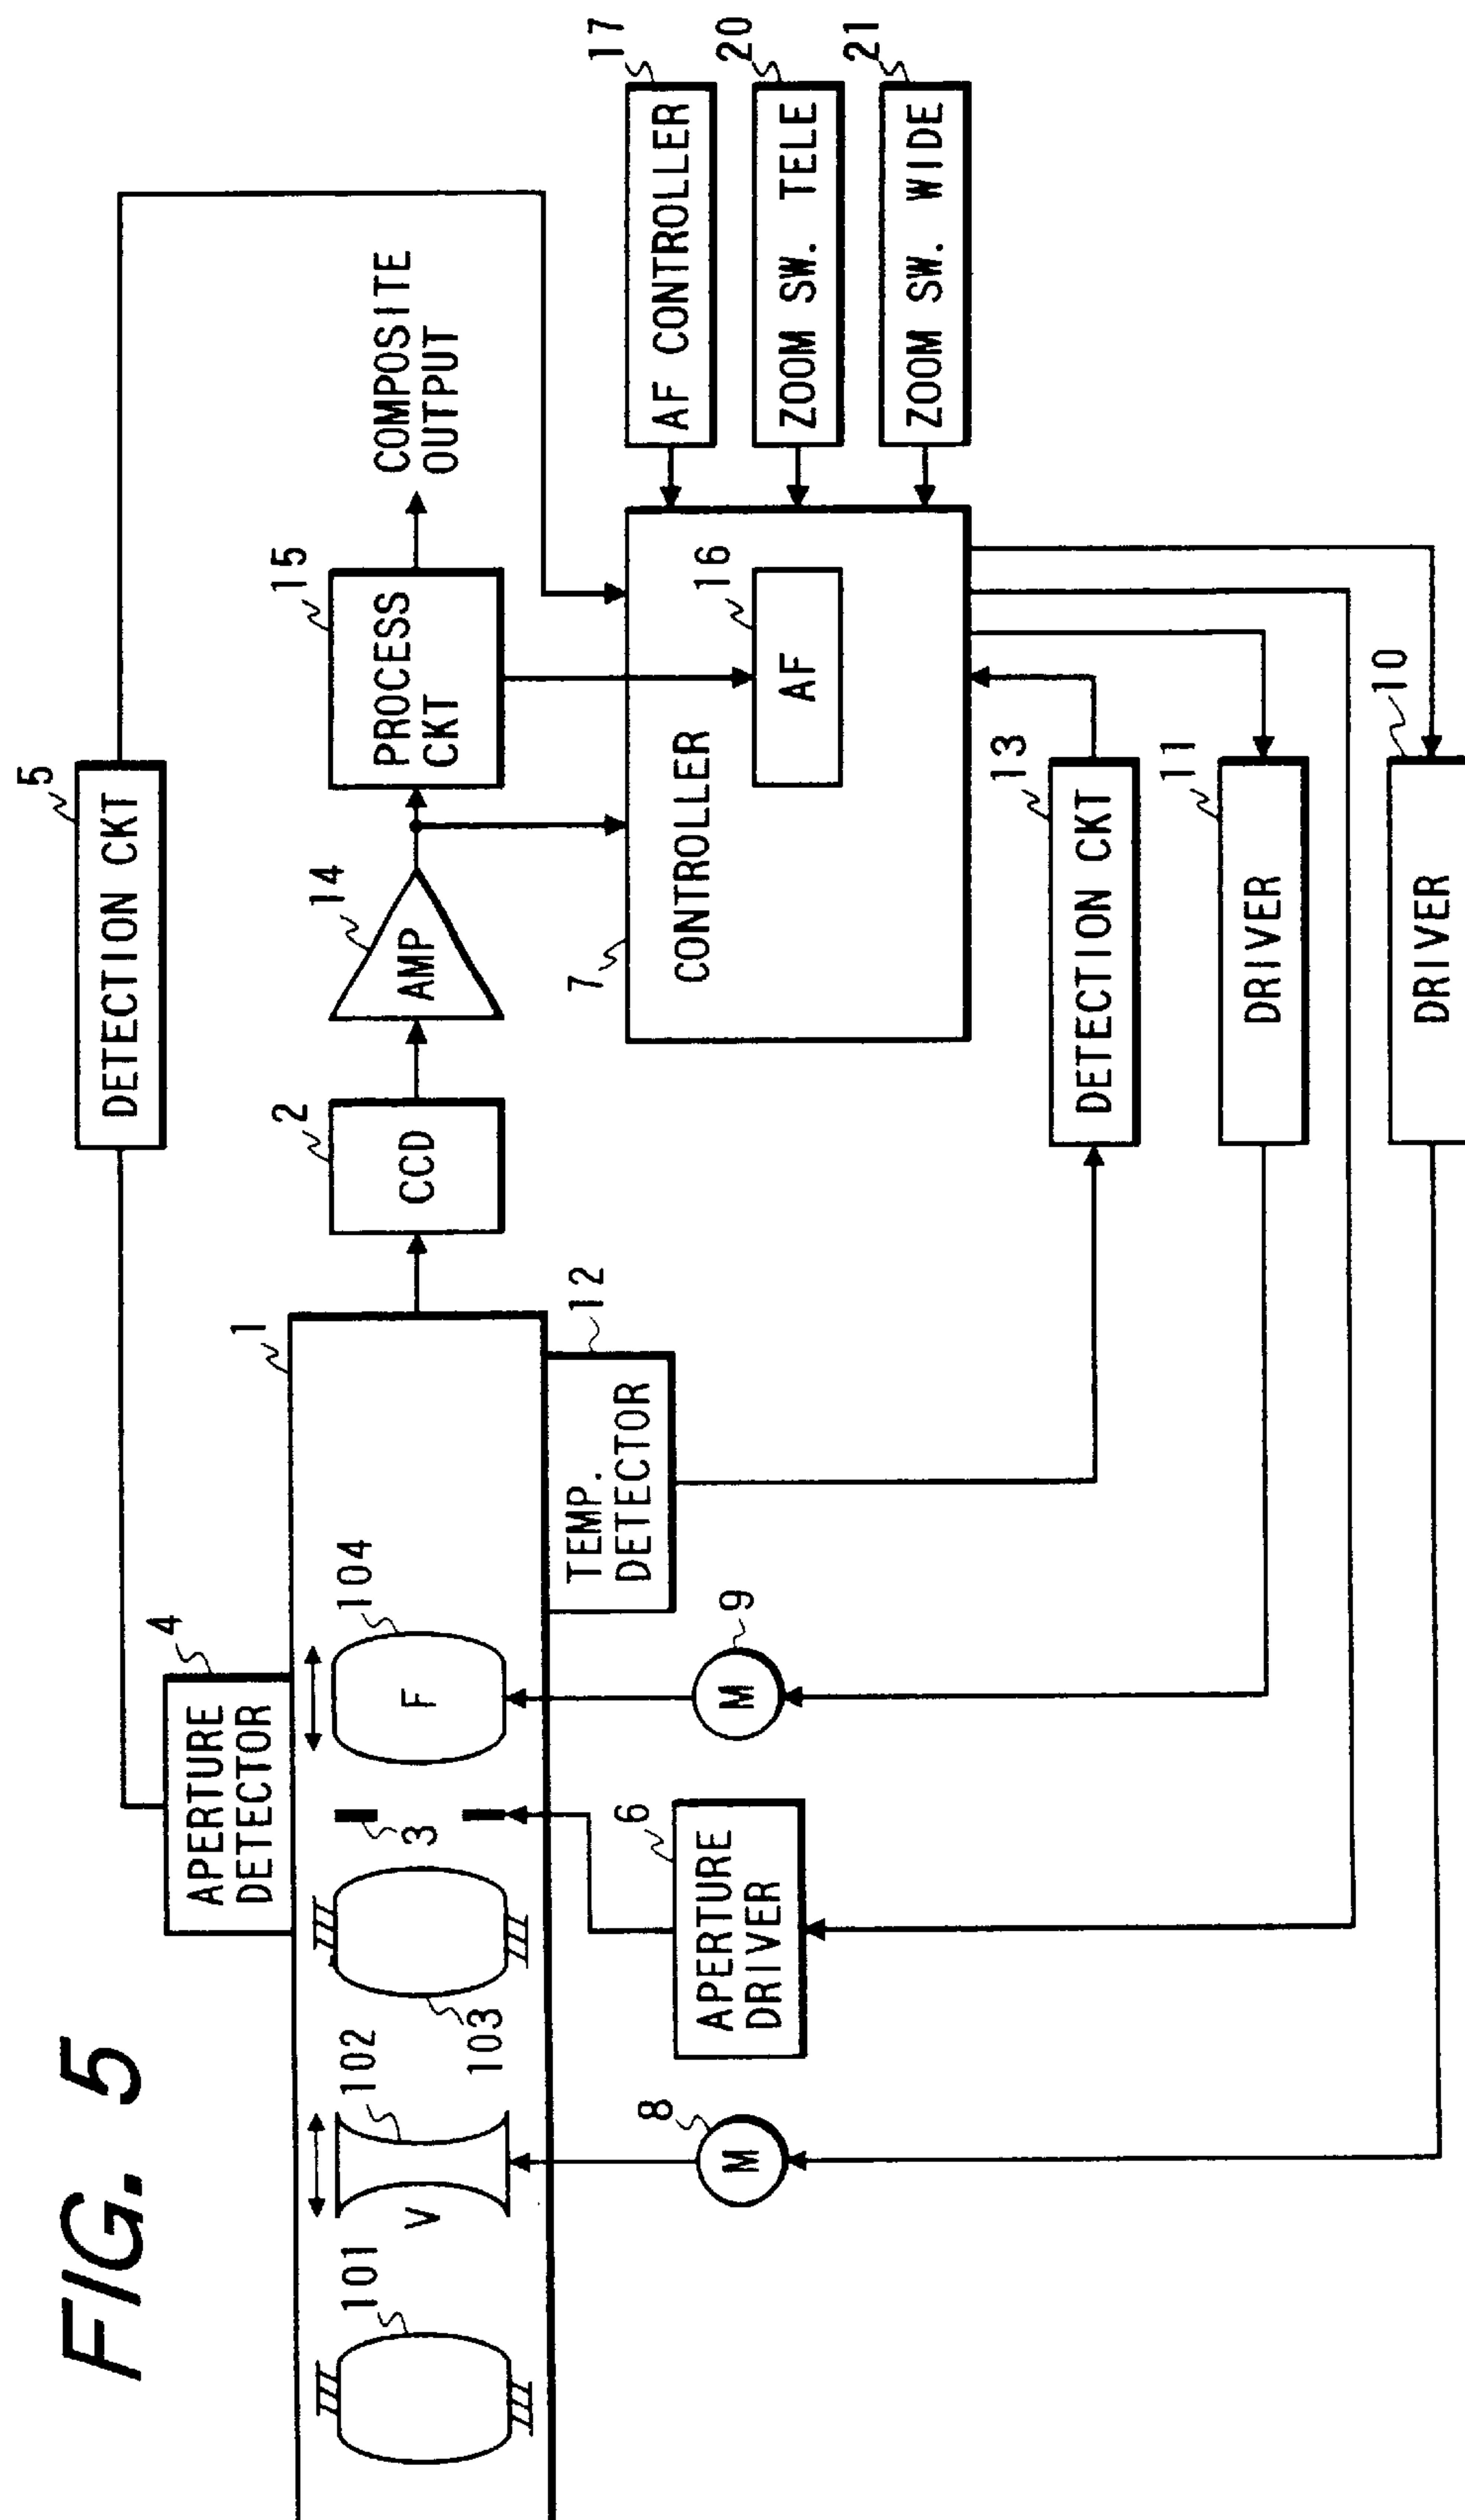 FIG. 5
5
DETECTION CKT
4
APERTURE
DETECTOR
1
2
CCD
14
AMP
15
PROCESS
CKT
COMPOSITE
OUTPUT
101
V
102
103
3
104
F
12
TEMP.
DETECTOR
7
CONTROLLER
16
AF
17
AF CONTROLLER
20
ZOOM SW. TELE
21
ZOOM SW. WIDE
8
M
6
APERTURE
DRIVER
9
M
13
DETECTION CKT
11
DRIVER
10
DRIVER